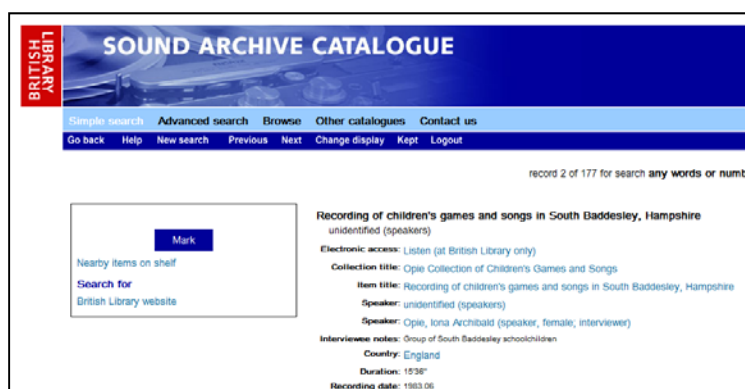 BRITISH LIBRARY
SOUND ARCHIVE CATALOGUE
Simple search Advanced search Browse Other catalogues Contact us
Go back Help New search Previous Next Change display Kept Logout
record 2 of 177 for search any words or numb
Mark
Nearby items on shelf
Search for
British Library website
Recording of children's games and songs in South Baddesley, Hampshire
unidentified (speakers)
Electronic access: Listen (at British Library only)
Collection title: Opie Collection of Children's Games and Songs
Item title: Recording of children's games and songs in South Baddesley, Hampshire
Speaker: unidentified (speakers)
Speaker: Opie, Iona Archibald (speaker, female; interviewer)
Interviewee notes: Group of South Baddesley schoolchildren
Country: England
Duration: 15'36"
Recording date: 1983.06